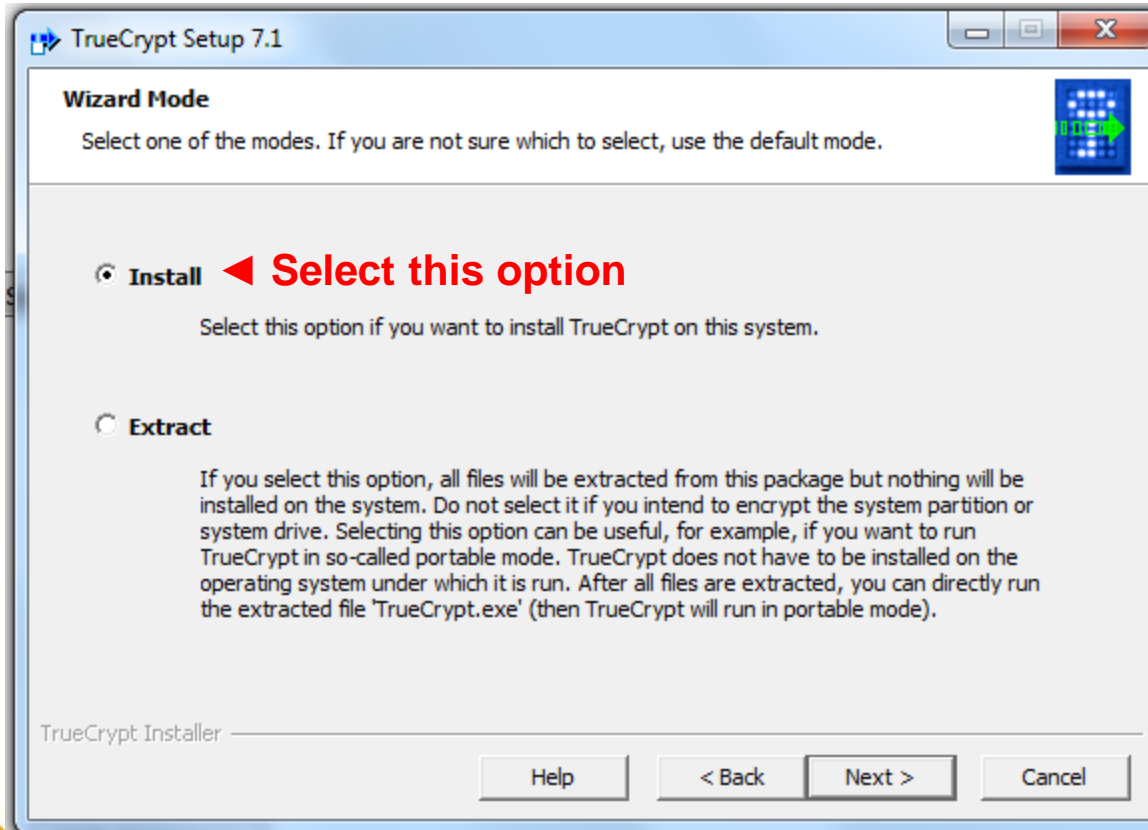 TrueCrypt Setup 7.1
Wizard Mode
Select one of the modes. If you are not sure which to select, use the default mode.
Install ◄ Select this option
Select this option if you want to install TrueCrypt on this system.
Extract
If you select this option, all files will be extracted from this package but nothing will be
installed on the system. Do not select it if you intend to encrypt the system partition or
system drive. Selecting this option can be useful, for example, if you want to run
TrueCrypt in so-called portable mode. TrueCrypt does not have to be installed on the
operating system under which it is run. After all files are extracted, you can directly run
the extracted file 'TrueCrypt.exe' (then TrueCrypt will run in portable mode).
TrueCrypt Installer
Help < Back Next > Cancel